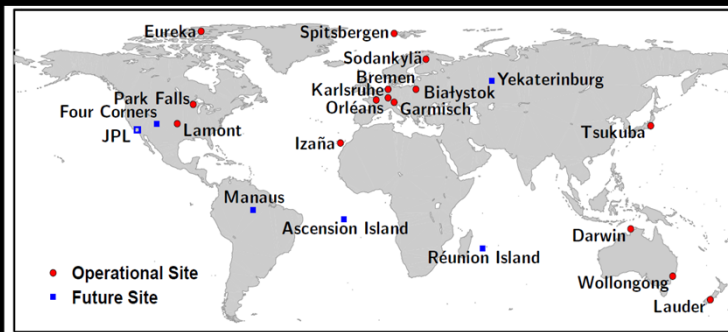 Eureka
Spitsbergen
Sodankylä
Bremen
Karlsruhe
Białystok
Yekaterinburg
Park Falls
Orléans
Garmisch
Four Corners
Lamont
JPL
Izaña
Tsukuba
Manaus
Ascension Island
Réunion Island
Darwin
Operational Site
Future Site
Wollongong
Lauder